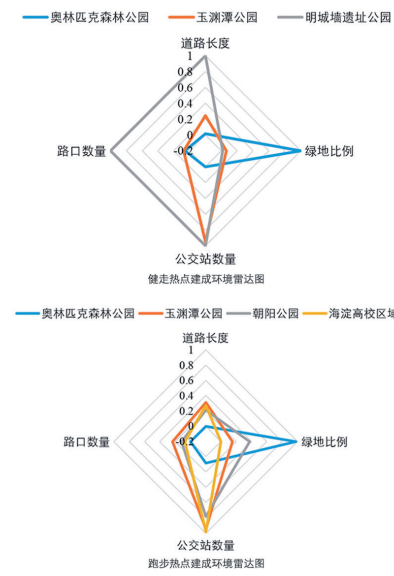 奥林匹克森林公园 玉渊潭公园 明城墙遗址公园
道路长度
1
0.8
0.6
0.4
0.2
0
路口数量 -0.2 绿地比例
公交站数量
健走热点建成环境雷达图
奥林匹克森林公园 玉渊潭公园 朝阳公园 海淀高校区域
道路长度
1
0.8
0.6
0.4
0.2
0
路口数量 -0.2 绿地比例
公交站数量
跑步热点建成环境雷达图